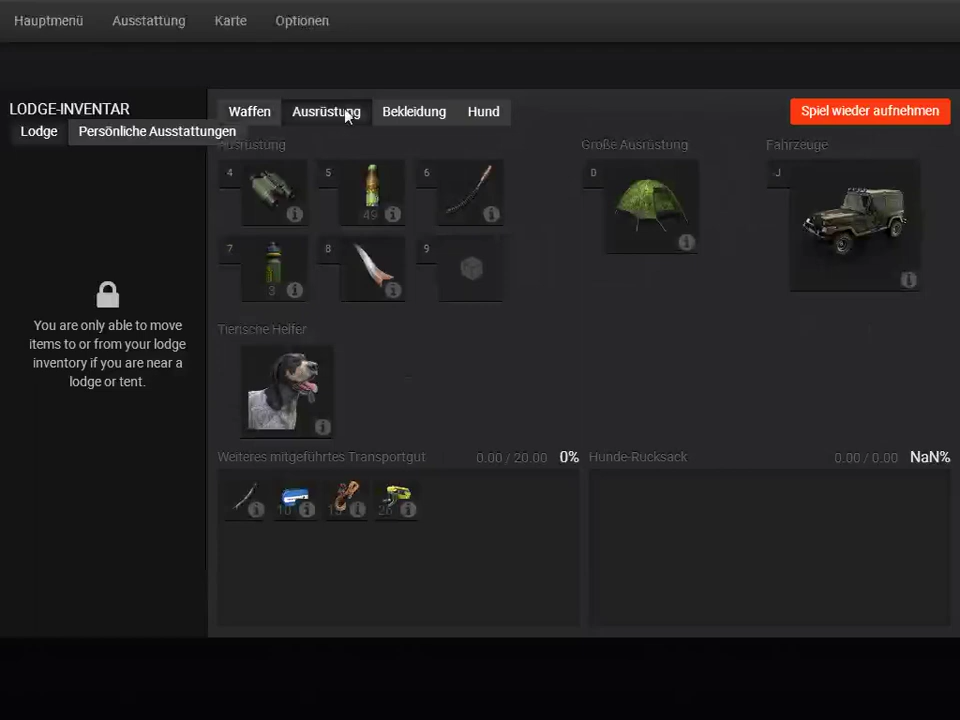 Hauptmenü Ausstattung Karte Optionen
LODGE-INVENTAR
Lodge Persönliche Ausstattungen
Waffen Ausrüstung Bekleidung Hund
Spiel wieder aufnehmen
Ausrüstung Große Ausrüstung Fahrzeuge
4 5 6 D J
49
7 8 9
3
You are only able to move
items to or from your lodge
inventory if you are near a
lodge or tent.
Tierische Helfer
Weiteres mitgeführtes Transportgut 0.00 / 20.00 0% Hunde-Rucksack 0.00 / 0.00 NaN%
10